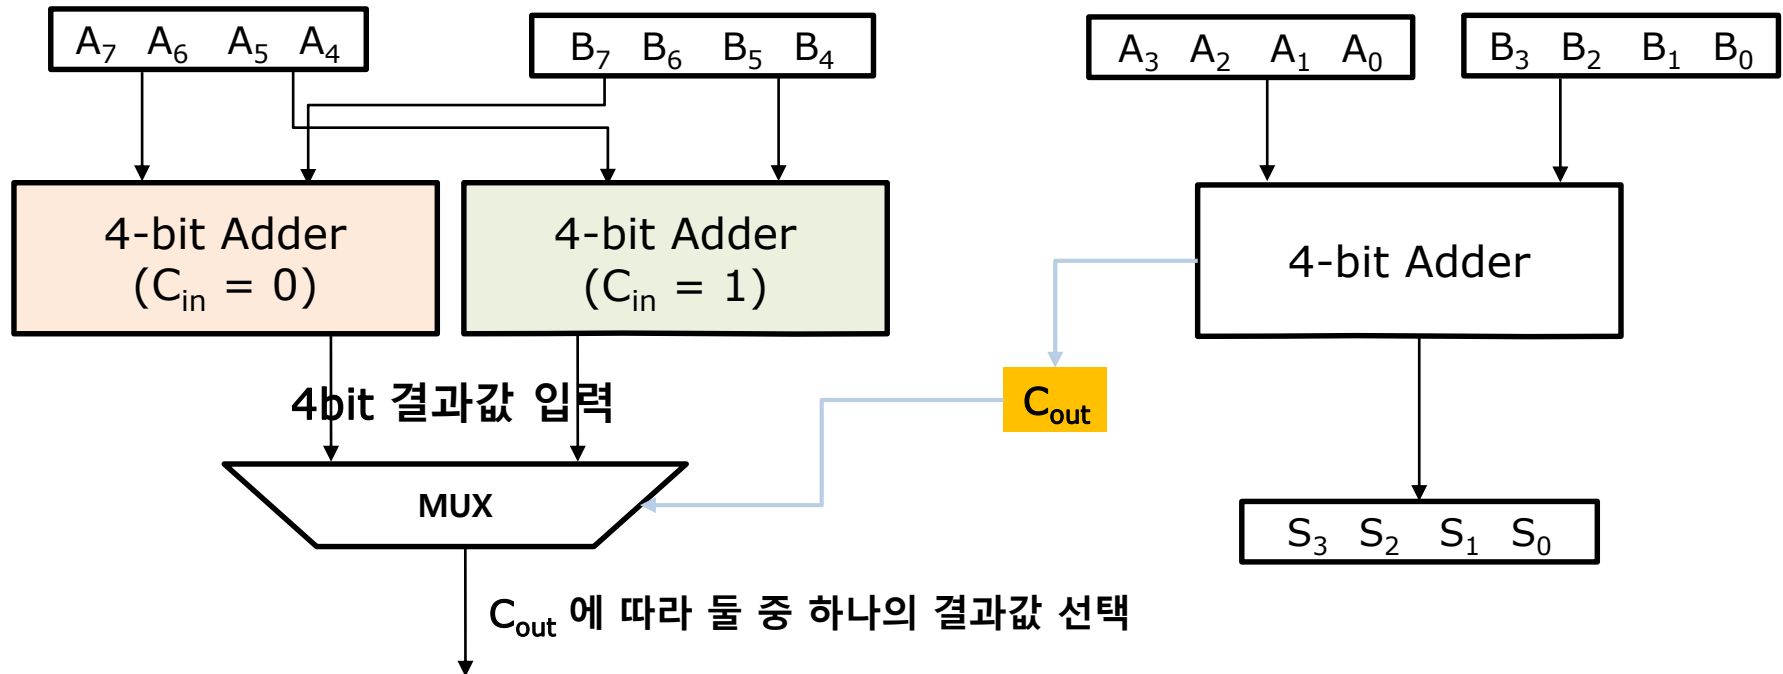 A₇ A₆ A₅ A₄
B₇ B₆ B₅ B₄
A₃ A₂ A₁ A₀
B₃ B₂ B₁ B₀
4-bit Adder
(Cᵢₙ = 0)
4-bit Adder
(Cᵢₙ = 1)
4-bit Adder
4bit 결과값 입력
Cₒᵤₜ
MUX
S₃ S₂ S₁ S₀
Cₒᵤₜ 에 따라 둘 중 하나의 결과값 선택